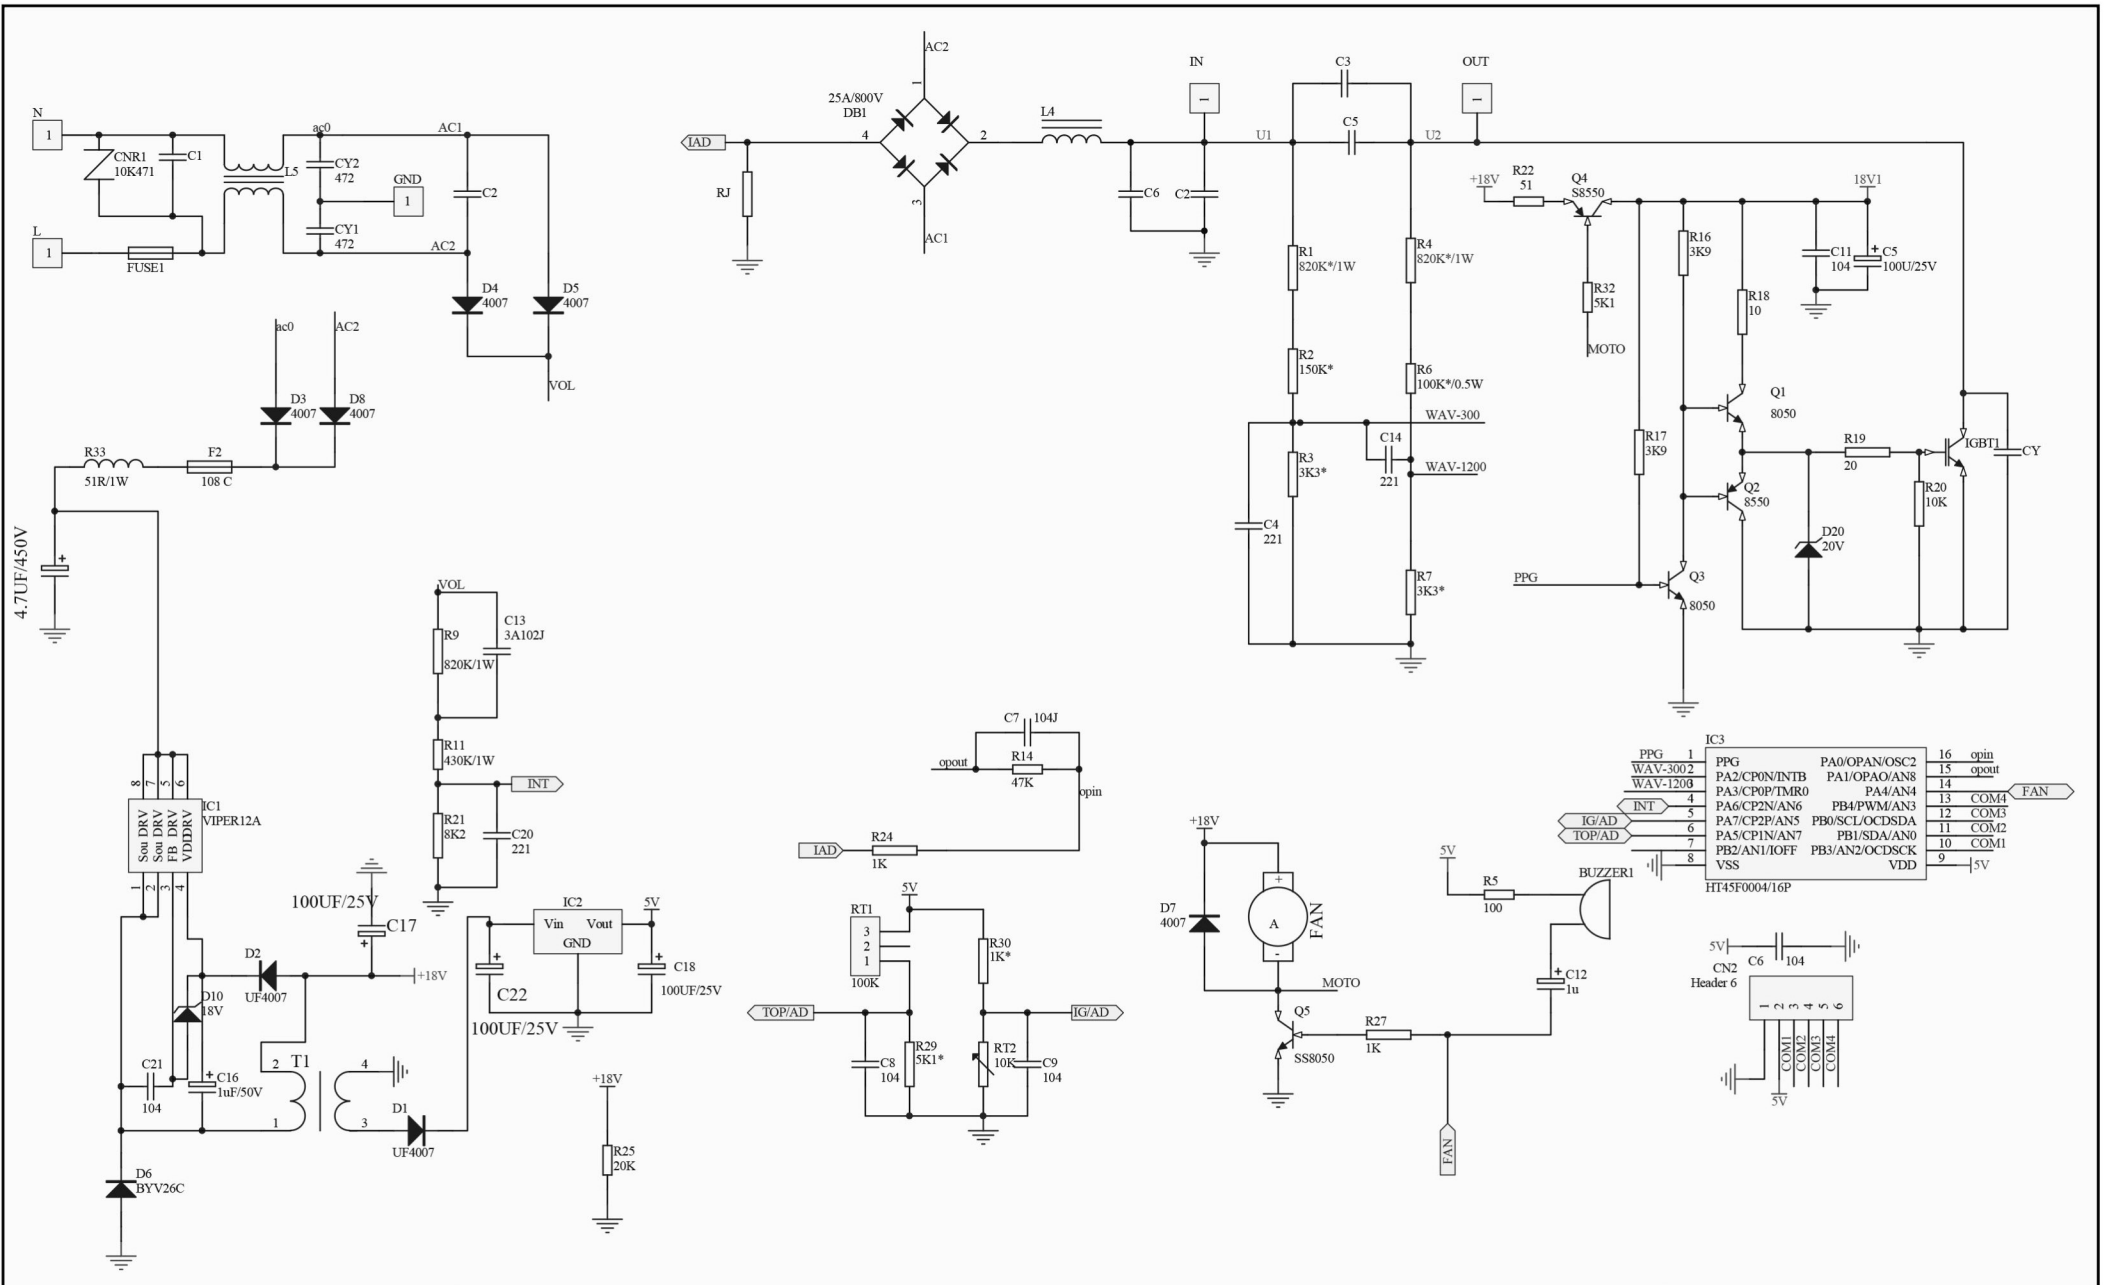 N
1
CNR1
10K471
C1
L
1
FUSE1
L5
ac0
AC1
CY2
472
GND
1
CY1
472
AC2
C2
D4
4007
D5
4007
VOL
ac0
AC2
D3
4007
D8
4007
R33
51R/1W
F2
108 C
4.7UF/450V
+
AC2
25A/800V
DB1
IAD
4
1
2
3
AC1
RJ
L4
IN
1
C6
C2
U1
C3
C5
U2
OUT
1
R1
820K*/1W
R4
820K*/1W
R2
150K*
R6
100K*/0.5W
WAV-300
C14
221
WAV-1200
R3
3K3*
C4
221
R7
3K3*
+18V
R22
51
Q4
S8550
18V1
R32
5K1
MOTO
R16
3K9
R18
10
C11
104
+
C5
100U/25V
R17
3K9
Q1
8050
Q2
8550
R19
20
D20
20V
R20
10K
IGBT1
CY
PPG
Q3
8050
8
7
5
6
IC1
VIPER12A
Sou DRV
Sou DRV
FB DRV
VDDDRV
1
2
3
4
VOL
R9
820K/1W
C13
3A102J
R11
430K/1W
INT
R21
8K2
C20
221
100UF/25V
C17
+
D2
UF4007
+18V
D10
18V
C21
104
+
C16
1uF/50V
T1
2
1
4
3
D1
UF4007
D6
BYV26C
IC2
Vin
Vout
GND
5V
+
C22
100UF/25V
+
C18
100UF/25V
+18V
R25
20K
C7
104J
opout
R14
47K
opin
IAD
R24
1K
5V
RT1
3
2
1
100K
R30
1K*
TOP/AD
IG/AD
C8
104
R29
5K1*
RT2
10K
C9
104
+18V
D7
4007
+
A
-
FAN
MOTO
Q5
SS8050
R27
1K
5V
R5
100
BUZZER1
+
C12
1u
FAN
IC3
PPG
1
PPG
PA0/OPAN/OSC2
16
opin
WAV-300
2
PA2/CP0N/INTB
PA1/OPAO/AN8
15
opout
WAV-1200
3
PA3/CP0P/TMR0
PA4/AN4
14
FAN
INT
4
PA6/CP2N/AN6
PB4/PWM/AN3
13
COM4
IG/AD
5
PA7/CP2P/AN5
PB0/SCL/OCDSDA
12
COM3
TOP/AD
6
PA5/CP1N/AN7
PB1/SDA/AN0
11
COM2
7
PB2/AN1/IOFF
PB3/AN2/OCDSCK
10
COM1
8
VSS
VDD
9
5V
HT45F0004/16P
5V
C6
104
CN2
Header 6
1
2
3
4
5
6
COM1
COM2
COM3
COM4
5V